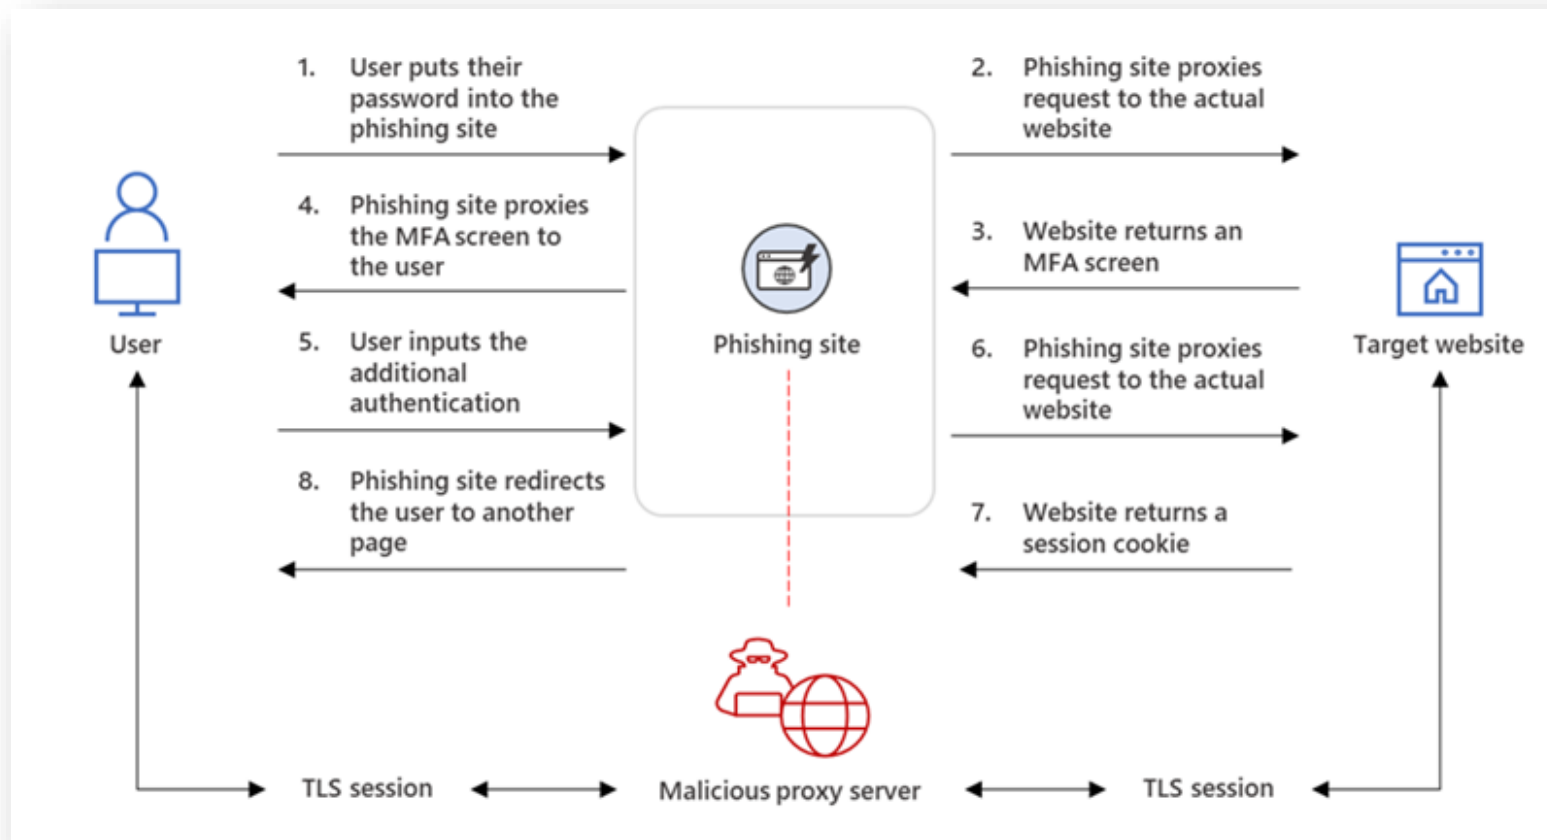 1. User puts their
password into the
phishing site
2. Phishing site proxies
request to the actual
website
4. Phishing site proxies
the MFA screen to
the user
3. Website returns an
MFA screen
User
5. User inputs the
additional
authentication
Phishing site
6. Phishing site proxies
request to the actual
website
Target website
8. Phishing site redirects
the user to another
page
7. Website returns a
session cookie
TLS session
Malicious proxy server
TLS session